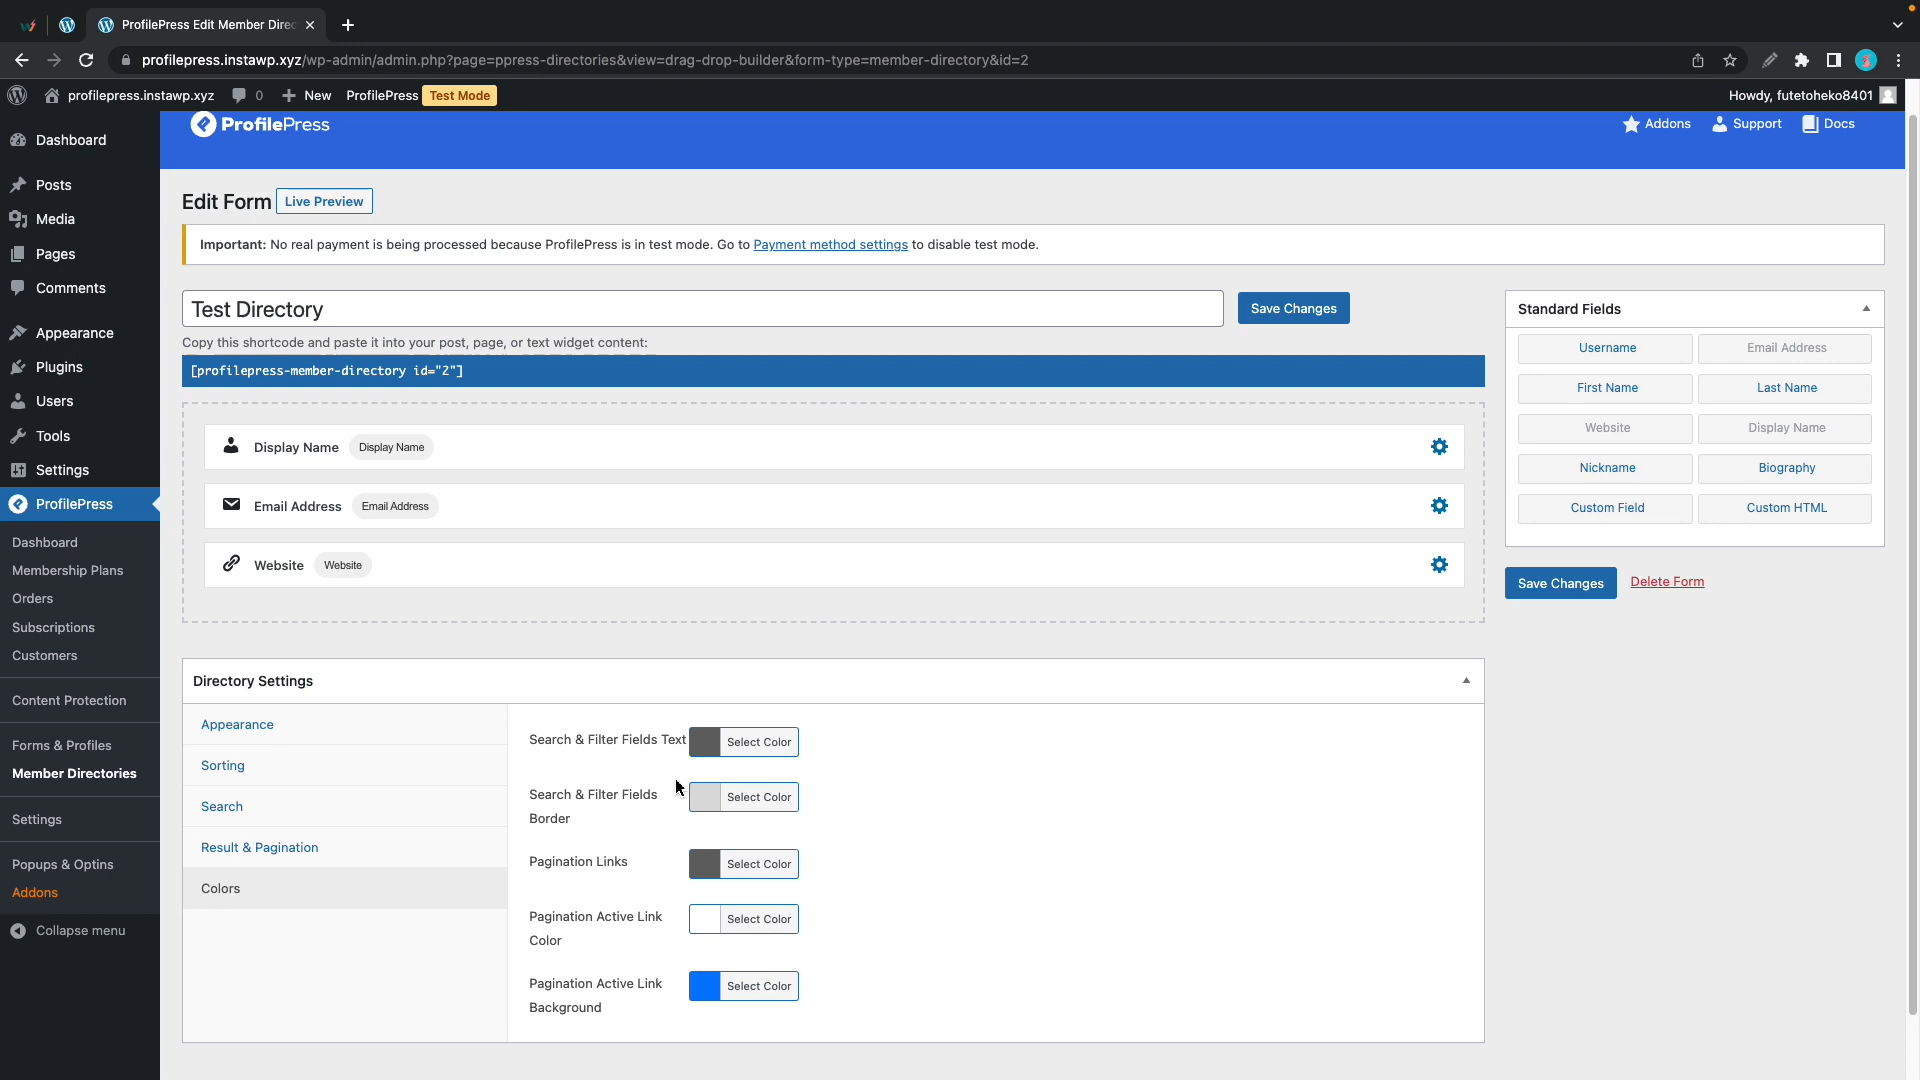 ProfilePress Edit Member Direc
profilepress.instawp.xyz/wp-admin/admin.php?page=ppress-directories&view=drag-drop-builder&form-type=member-directory&id=2
profilepress.instawp.xyz 0 New ProfilePress Test Mode Howdy, futetoheko8401
ProfilePress Addons Support Docs
Dashboard
Posts
Media
Pages
Comments
Appearance
Plugins
Users
Tools
Settings
ProfilePress
Dashboard
Membership Plans
Orders
Subscriptions
Customers
Content Protection
Forms & Profiles
Member Directories
Settings
Popups & Optins
Addons
Collapse menu
Edit Form Live Preview
Important: No real payment is being processed because ProfilePress is in test mode. Go to Payment method settings to disable test mode.
Test Directory Save Changes
Copy this shortcode and paste it into your post, page, or text widget content:
[profilepress-member-directory id="2"]
Display Name Display Name
Email Address Email Address
Website Website
Standard Fields
Username Email Address
First Name Last Name
Website Display Name
Nickname Biography
Custom Field Custom HTML
Save Changes Delete Form
Directory Settings
Appearance
Sorting
Search
Result & Pagination
Colors
Search & Filter Fields Text Select Color
Search & Filter Fields
Border Select Color
Pagination Links Select Color
Pagination Active Link
Color Select Color
Pagination Active Link
Background Select Color